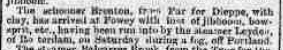 jibboom.
The schooner Brenton, from Par for Dieppe, with
clay, has arrived at Fowey with loss of jibboom, bow-
sprit, etc., having been run into by the steamer Leyden,
of Rotterdam, on Saturday during a fog, off Portland.
The steamer